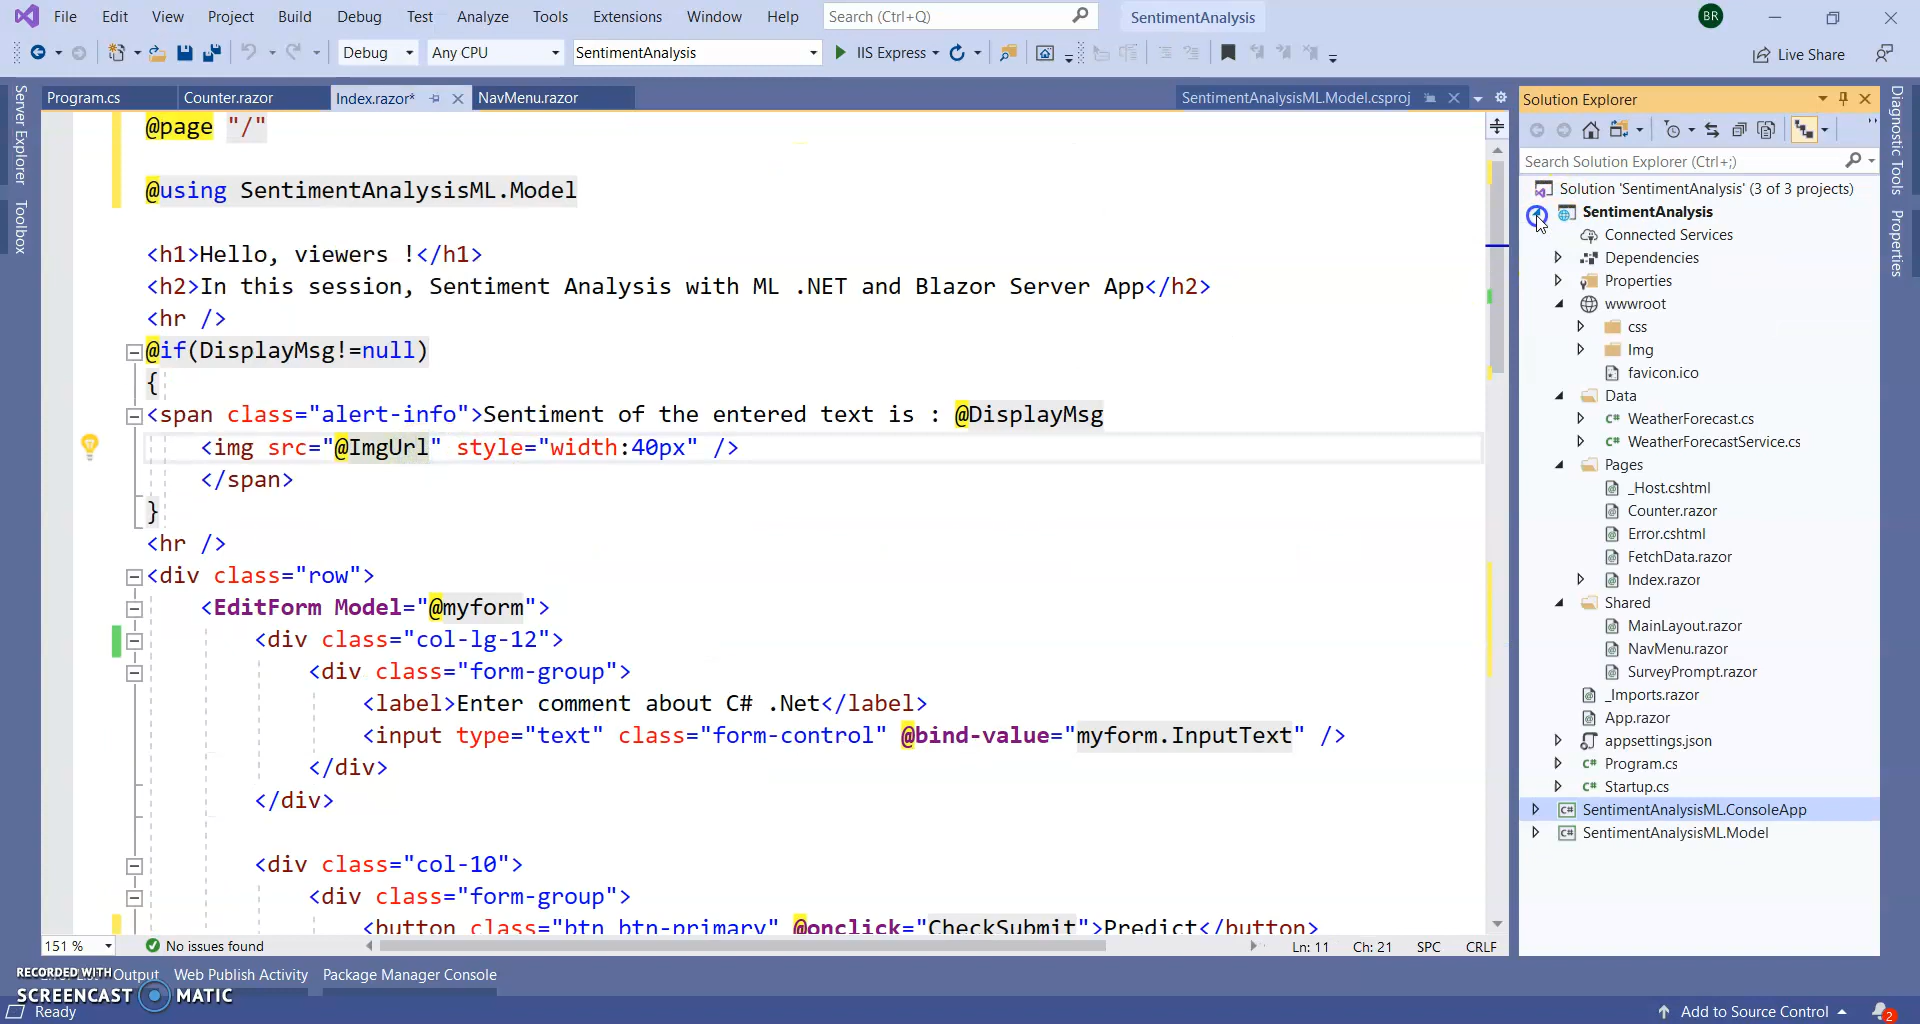 File Edit View Project Build Debug Test Analyze Tools Extensions Window Help Search (Ctrl+Q) SentimentAnalysis BR
Debug Any CPU SentimentAnalysis IIS Express Live Share
Server Explorer
Toolbox
Program.cs Counter.razor Index.razor* NavMenu.razor SentimentAnalysisML.Model.csproj
@page "/"
@using SentimentAnalysisML.Model
<h1>Hello, viewers !</h1>
<h2>In this session, Sentiment Analysis with ML .NET and Blazor Server App</h2>
<hr />
@if(DisplayMsg!=null)
{
<span class="alert-info">Sentiment of the entered text is : @DisplayMsg
<img src="@ImgUrl" style="width:40px" />
</span>
}
<hr />
<div class="row">
<EditForm Model="@myform">
<div class="col-lg-12">
<div class="form-group">
<label>Enter comment about C# .Net</label>
<input type="text" class="form-control" @bind-value="myform.InputText" />
</div>
</div>
<div class="col-10">
<div class="form-group">
<button class="btn btn-primary" @onclick="CheckSubmit">Predict</button>
151 % No issues found Ln: 11 Ch: 21 SPC CRLF
Solution Explorer
Search Solution Explorer (Ctrl+;)
Solution 'SentimentAnalysis' (3 of 3 projects)
SentimentAnalysis
Connected Services
Dependencies
Properties
wwwroot
css
Img
favicon.ico
Data
C# WeatherForecast.cs
C# WeatherForecastService.cs
Pages
_Host.cshtml
Counter.razor
Error.cshtml
FetchData.razor
Index.razor
Shared
MainLayout.razor
NavMenu.razor
SurveyPrompt.razor
_Imports.razor
App.razor
appsettings.json
C# Program.cs
C# Startup.cs
C# SentimentAnalysisML.ConsoleApp
C# SentimentAnalysisML.Model
Diagnostic Tools
Properties
Output Web Publish Activity Package Manager Console
RECORDED WITH
SCREENCAST MATIC
Ready Add to Source Control 2